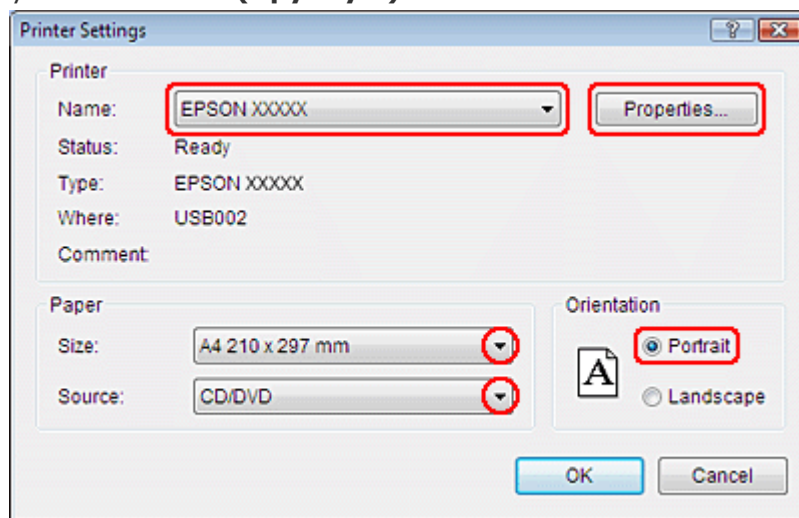 Printer Settings
Printer
Name: EPSON XXXXX Properties...
Status: Ready
Type: EPSON XXXXX
Where: USB002
Comment:
Paper
Size: A4 210 x 297 mm
Source: CD/DVD
Orientation
A
Portrait
Landscape
OK Cancel